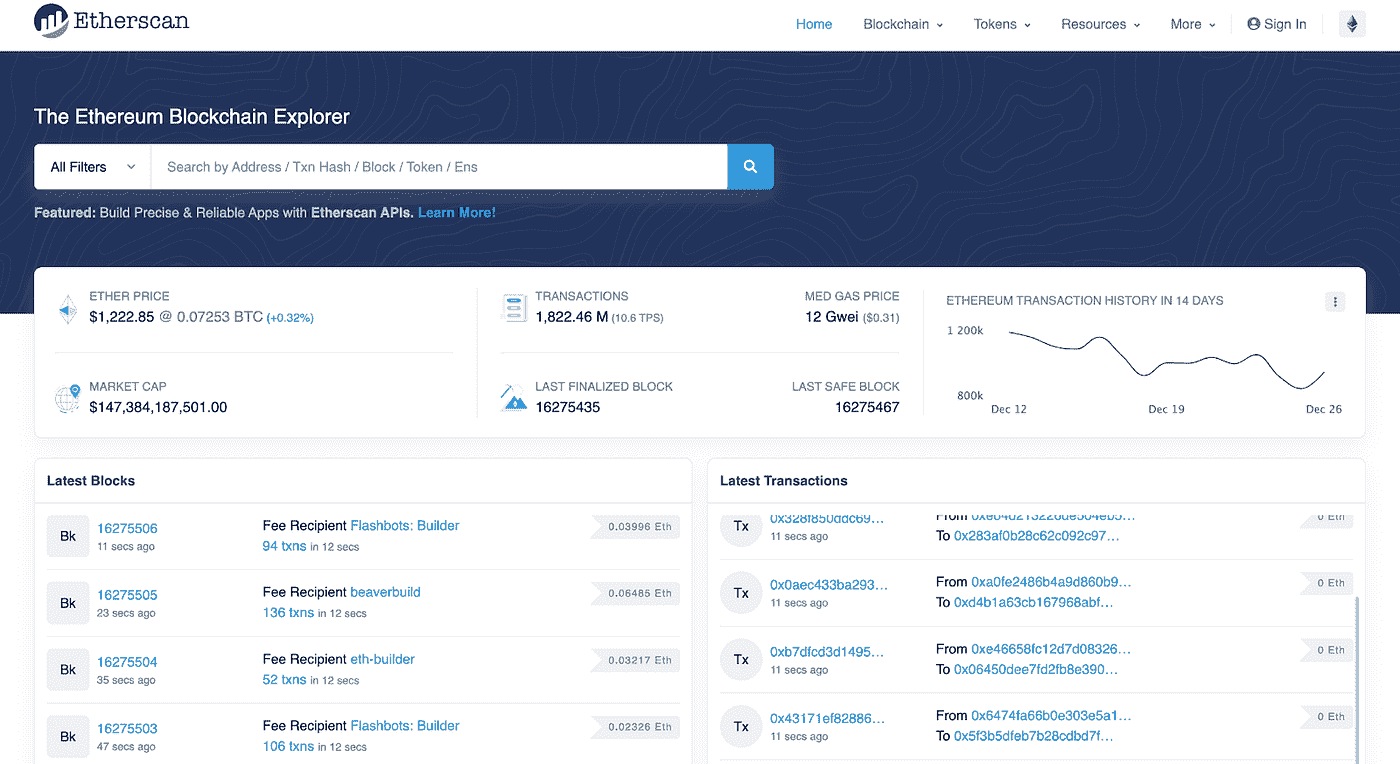 Etherscan
Home Blockchain Tokens Resources More Sign In
The Ethereum Blockchain Explorer
All Filters Search by Address / Txn Hash / Block / Token / Ens
Featured: Build Precise & Reliable Apps with Etherscan APIs. Learn More!
ETHER PRICE
$1,222.85 @ 0.07253 BTC (+0.32%)
MARKET CAP
$147,384,187,501.00
TRANSACTIONS
1,822.46 M (10.6 TPS)
MED GAS PRICE
12 Gwei ($0.31)
LAST FINALIZED BLOCK
16275435
LAST SAFE BLOCK
16275467
ETHEREUM TRANSACTION HISTORY IN 14 DAYS
1 200k
800k
Dec 12 Dec 19 Dec 26
Latest Blocks
Bk 16275506 Fee Recipient Flashbots: Builder 0.03996 Eth
11 secs ago 94 txns in 12 secs
Bk 16275505 Fee Recipient beaverbuild 0.06485 Eth
23 secs ago 136 txns in 12 secs
Bk 16275504 Fee Recipient eth-builder 0.03217 Eth
35 secs ago 52 txns in 12 secs
Bk 16275503 Fee Recipient Flashbots: Builder 0.02326 Eth
47 secs ago 106 txns in 12 secs
Latest Transactions
Tx 0x328f850ddc69... From 0 Eth
11 secs ago To 0x283af0b28c62c092c97...
Tx 0x0aec433ba293... From 0xa0fe2486b4a9d860b9... 0 Eth
11 secs ago To 0xd4b1a63cb167968abf...
Tx 0xb7dfcd3d1495... From 0xe46658fc12d7d08326... 0 Eth
11 secs ago To 0x06450dee7fd2fb8e390...
Tx 0x43171ef82886... From 0x6474fa66b0e303e5a1... 0 Eth
11 secs ago To 0x5f3b5dfeb7b28cdbd7f...